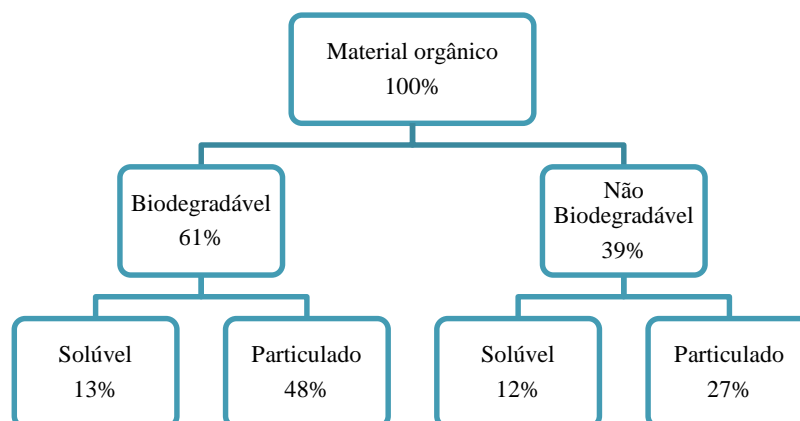 Material orgânico
100%
Biodegradável
61%
Não
Biodegradável
39%
Solúvel
13%
Particulado
48%
Solúvel
12%
Particulado
27%